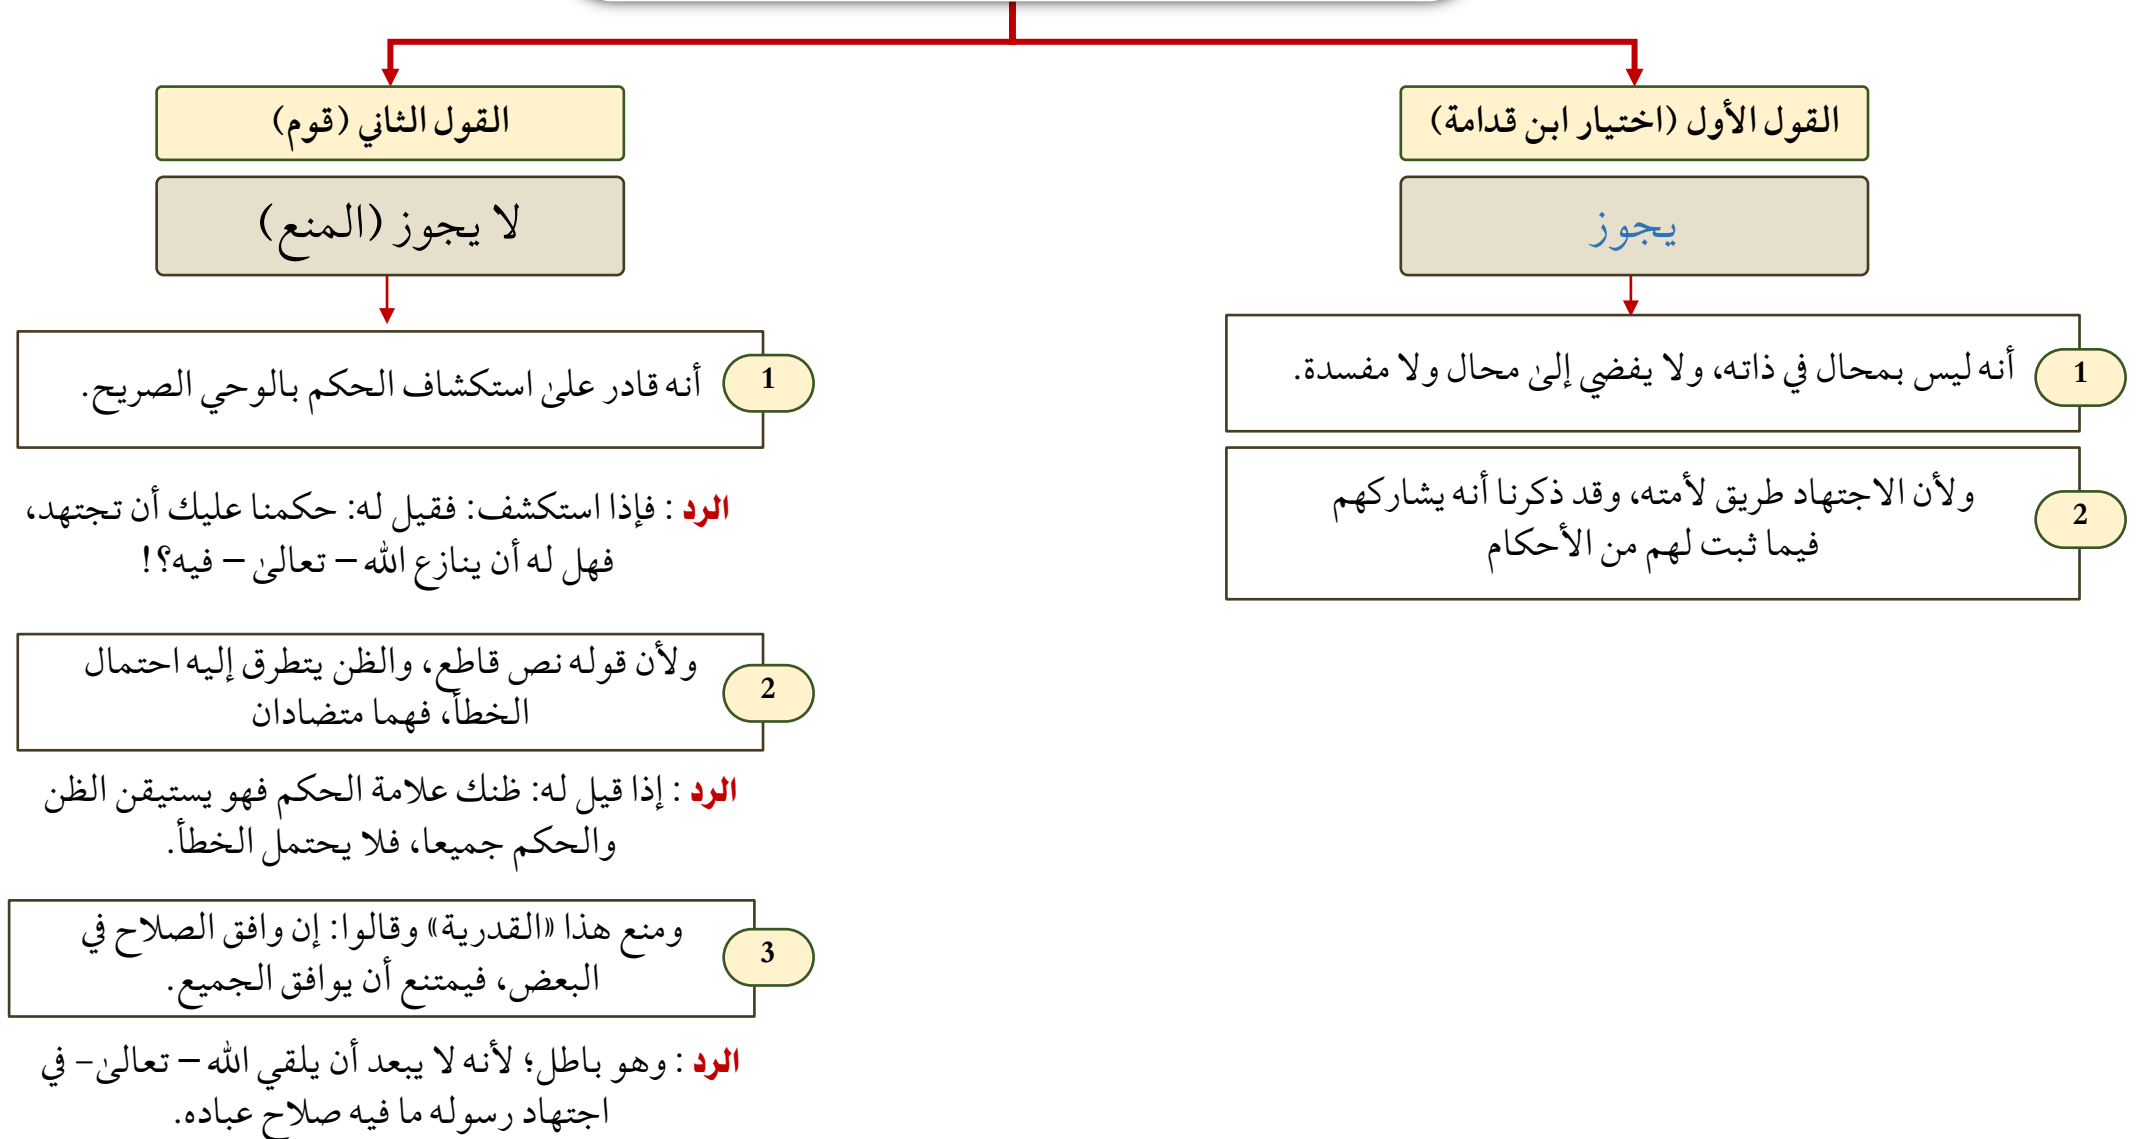 القول الأول (اختيار ابن قدامة)
يجوز
1
أنه ليس بمحال في ذاته، ولا يفضي إلىٰ محال ولا مفسدة.
2
ولأن الاجتهاد طريق لأمته، وقد ذكرنا أنه يشاركهم
فيما ثبت لهم من الأحكام
القول الثاني (قوم)
لا يجوز (المنع)
1
أنه قادر علىٰ استكشاف الحكم بالوحي الصريح.
الرد : فإذا استكشف: فقيل له: حكمنا عليك أن تجتهد،
فهل له أن ينازع الله – تعالىٰ – فيه؟!
2
ولأن قوله نص قاطع، والظن يتطرق إليه احتمال
الخطأ، فهما متضادان
الرد : إذا قيل له: ظنك علامة الحكم فهو يستيقن الظن
والحكم جميعا، فلا يحتمل الخطأ.
3
ومنع هذا «القدرية» وقالوا: إن وافق الصلاح في
البعض، فيمتنع أن يوافق الجميع.
الرد : وهو باطل؛ لأنه لا يبعد أن يلقي الله – تعالىٰ– في
اجتهاد رسوله ما فيه صلاح عباده.